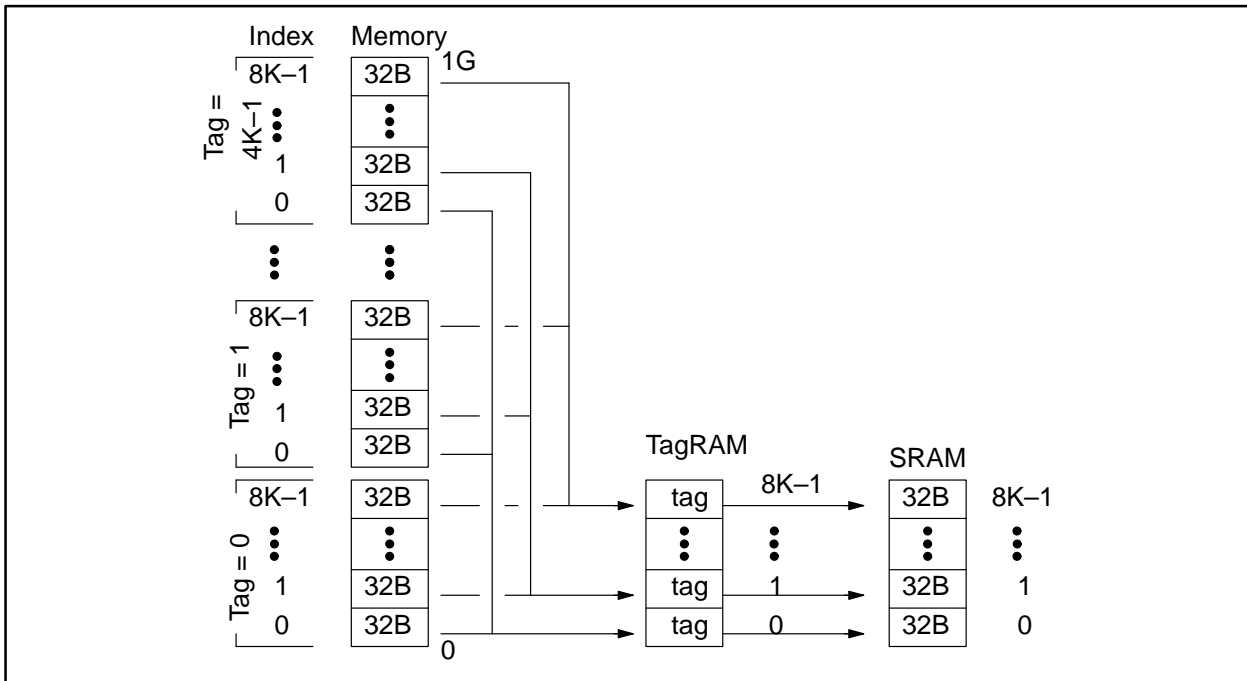 Index Memory
1G
8K–1 32B
Tag =
4K–1
1 32B
0 32B
8K–1 32B
Tag = 1
1 32B
0 32B
TagRAM
SRAM
8K–1 32B tag 8K–1 32B 8K–1
Tag = 0
1 32B tag 1 32B 1
0 32B tag 0 32B 0
0